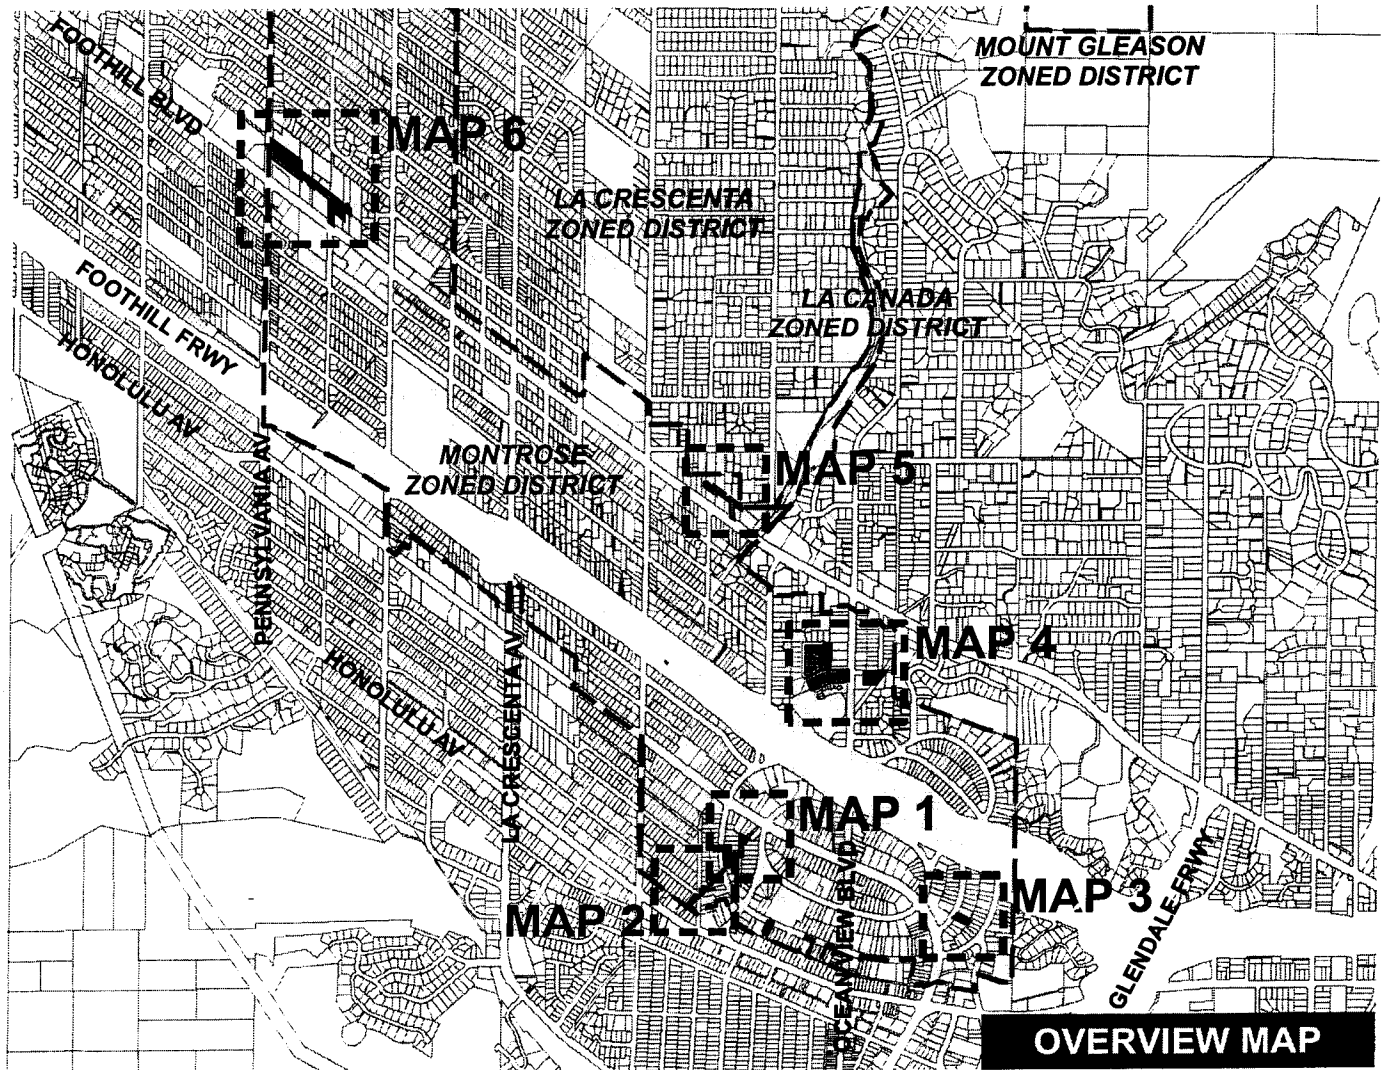 FOOTHILL BLVD
MOUNT GLEASON
ZONED DISTRICT
MAP 6
LA CRESCENTA
ZONED DISTRICT
FOOTHILL FRWY
LA CANADA
ZONED DISTRICT
HONOLULU AV
PENNSYLVANIA AV
MONTROSE
ZONED DISTRICT
MAP 5
LA CRESCENTA AV
HONOLULU AV
MAP 4
MAP 1
OCEAN VIEW BLVD
MAP 2
MAP 3
GLENDALE FRWY
OVERVIEW MAP